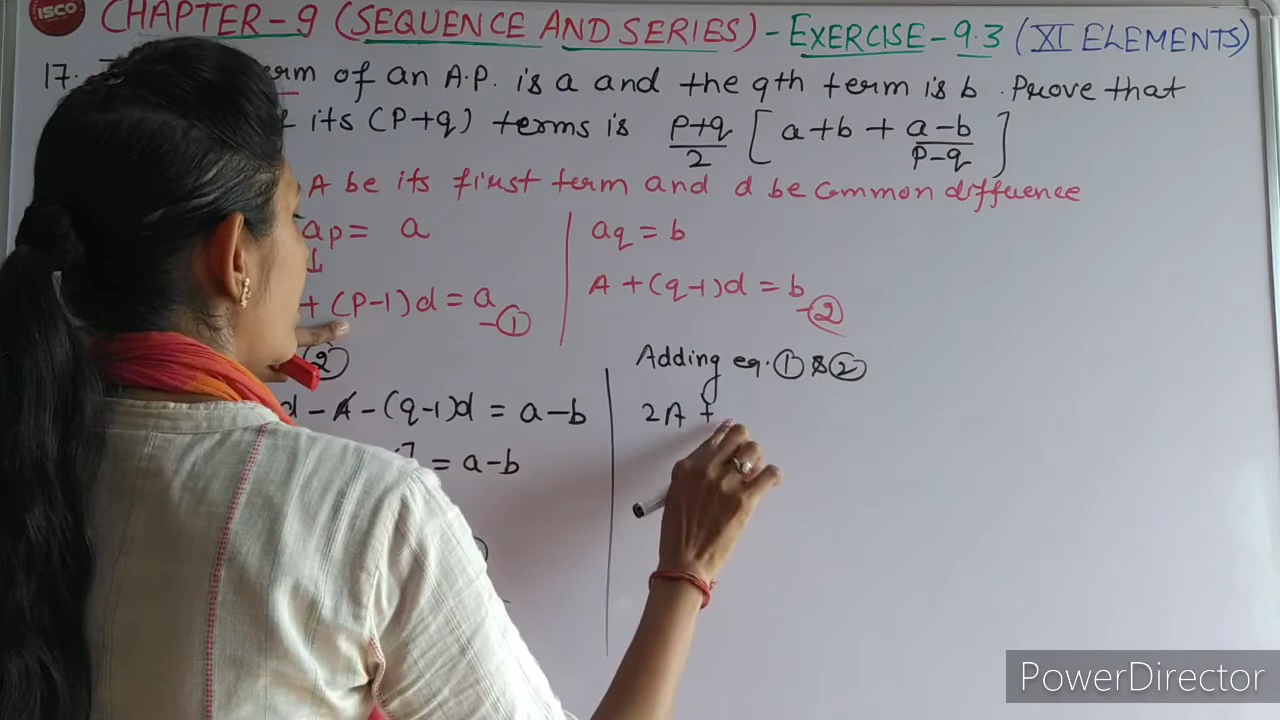 ISCO CHAPTER-9 (SEQUENCE AND SERIES) - EXERCISE-9.3 (XI ELEMENTS)
17. term of an A.P. is a and the qth term is b. Prove that
its (P+q) terms is P+q/2 [a+b + a-b/P-q]
A be its first term and d be common difference
ap = a
aq = b
+ (P-1)d = a -①
A + (q-1)d = b -②
②
Adding eq. ① & ②
d - A - (q-1)d = a-b
2A +
= a-b
PowerDirector